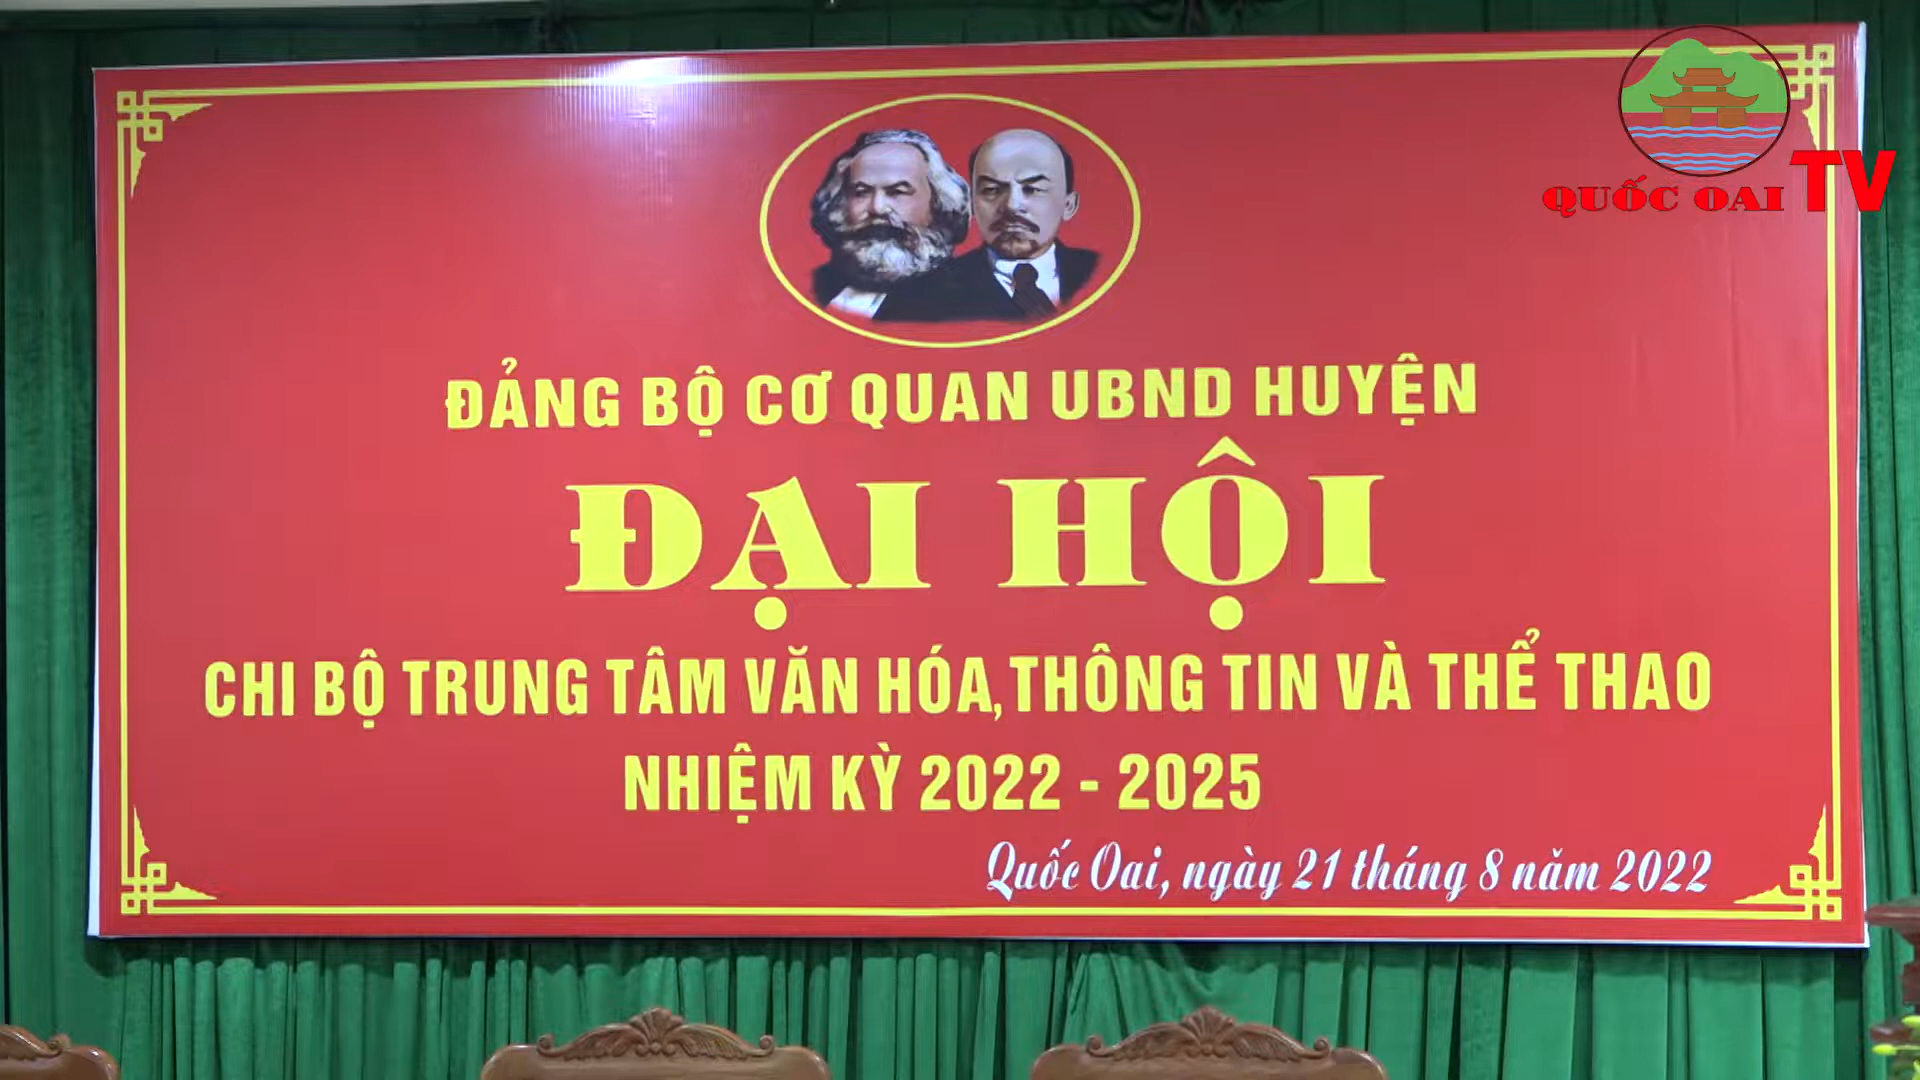 QUỐC OAI TV
ĐẢNG BỘ CƠ QUAN UBND HUYỆN
ĐẠI HỘI
CHI BỘ TRUNG TÂM VĂN HÓA, THÔNG TIN VÀ THỂ THAO
NHIỆM KỲ 2022 - 2025
Quốc Oai, ngày 21 tháng 8 năm 2022